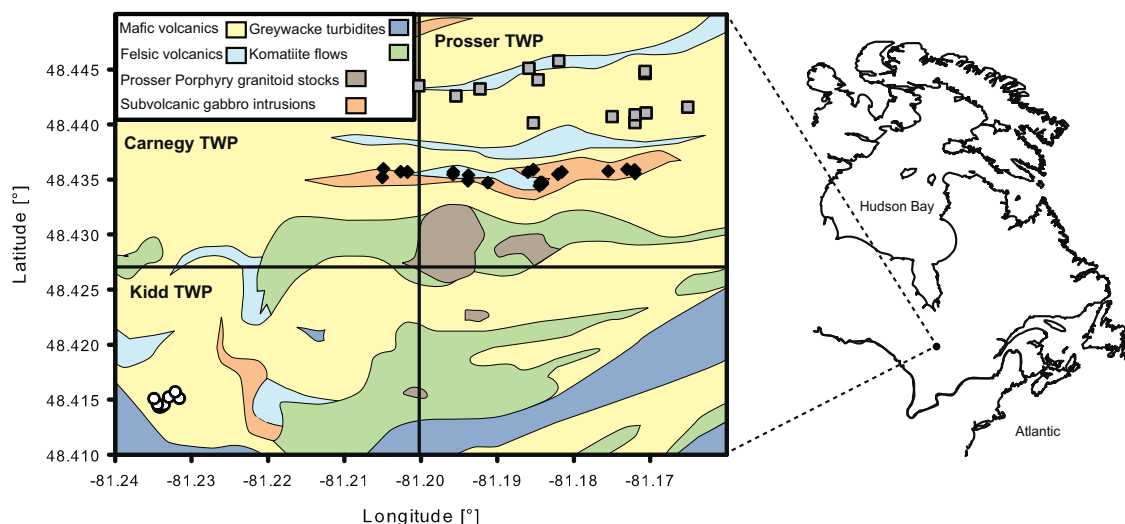 Mafic volcanics Greywacke turbidites
Felsic volcanics Komatiite flows
Prosser Porphyry granitoid stocks
Subvolcanic gabbro intrusions
Prosser TWP
Carnegy TWP
Kidd TWP
48.445
48.440
48.435
48.430
48.425
48.420
48.415
48.410
Latitude [°]
-81.24 -81.23 -81.22 -81.21 -81.20 -81.19 -81.18 -81.17
Longitude [°]
Hudson Bay
Atlantic